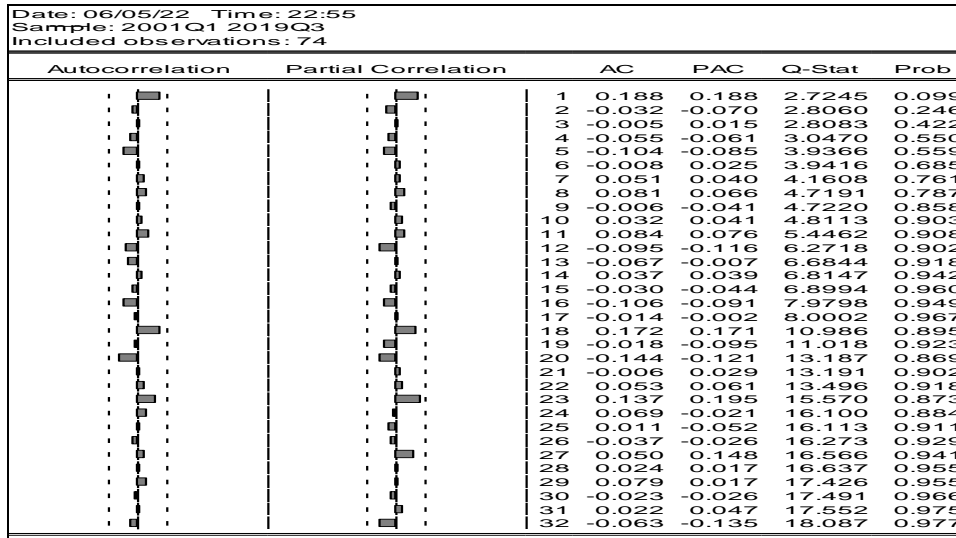 Date: 06/05/22 Time: 22:55
Sample: 2001Q1 2019Q3
Included observations: 74
Autocorrelation Partial Correlation AC PAC Q-Stat Prob
1 0.188 0.188 2.7245 0.099
2 -0.032 -0.070 2.8060 0.246
3 -0.005 0.015 2.8083 0.422
4 -0.055 -0.061 3.0470 0.550
5 -0.104 -0.085 3.9366 0.559
6 -0.008 0.025 3.9416 0.685
7 0.051 0.040 4.1608 0.761
8 0.081 0.066 4.7191 0.787
9 -0.006 -0.041 4.7220 0.858
10 0.032 0.041 4.8113 0.903
11 0.084 0.076 5.4462 0.908
12 -0.095 -0.116 6.2718 0.902
13 -0.067 -0.007 6.6844 0.918
14 0.037 0.039 6.8147 0.942
15 -0.030 -0.044 6.8994 0.960
16 -0.106 -0.091 7.9798 0.949
17 -0.014 -0.002 8.0002 0.967
18 0.172 0.171 10.986 0.895
19 -0.018 -0.095 11.018 0.923
20 -0.144 -0.121 13.187 0.869
21 -0.006 0.029 13.191 0.902
22 0.053 0.061 13.496 0.918
23 0.137 0.195 15.570 0.873
24 0.069 -0.021 16.100 0.884
25 0.011 -0.052 16.113 0.911
26 -0.037 -0.026 16.273 0.929
27 0.050 0.148 16.566 0.941
28 0.024 0.017 16.637 0.955
29 0.079 0.017 17.426 0.955
30 -0.023 -0.026 17.491 0.966
31 0.022 0.047 17.552 0.975
32 -0.063 -0.135 18.087 0.977